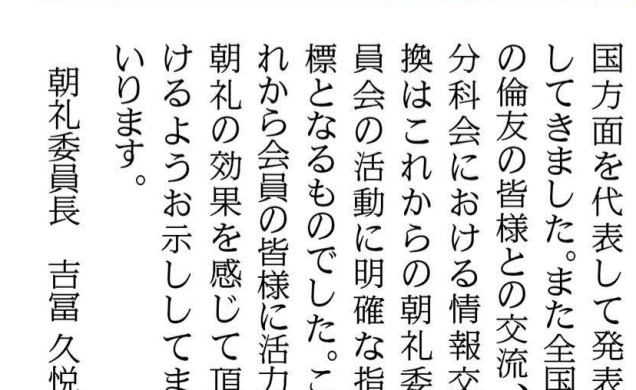 国方面を代表して発表
してきました。また全国
の倫友の皆様との交流、
分科会における情報交
換はこれからの朝礼委
員会の活動に明確な指
標となるものでした。こ
れから会員の皆様に活力
朝礼の効果を感じて頂
けるようお示ししてま
いります。
朝礼委員長　吉冨 久悦